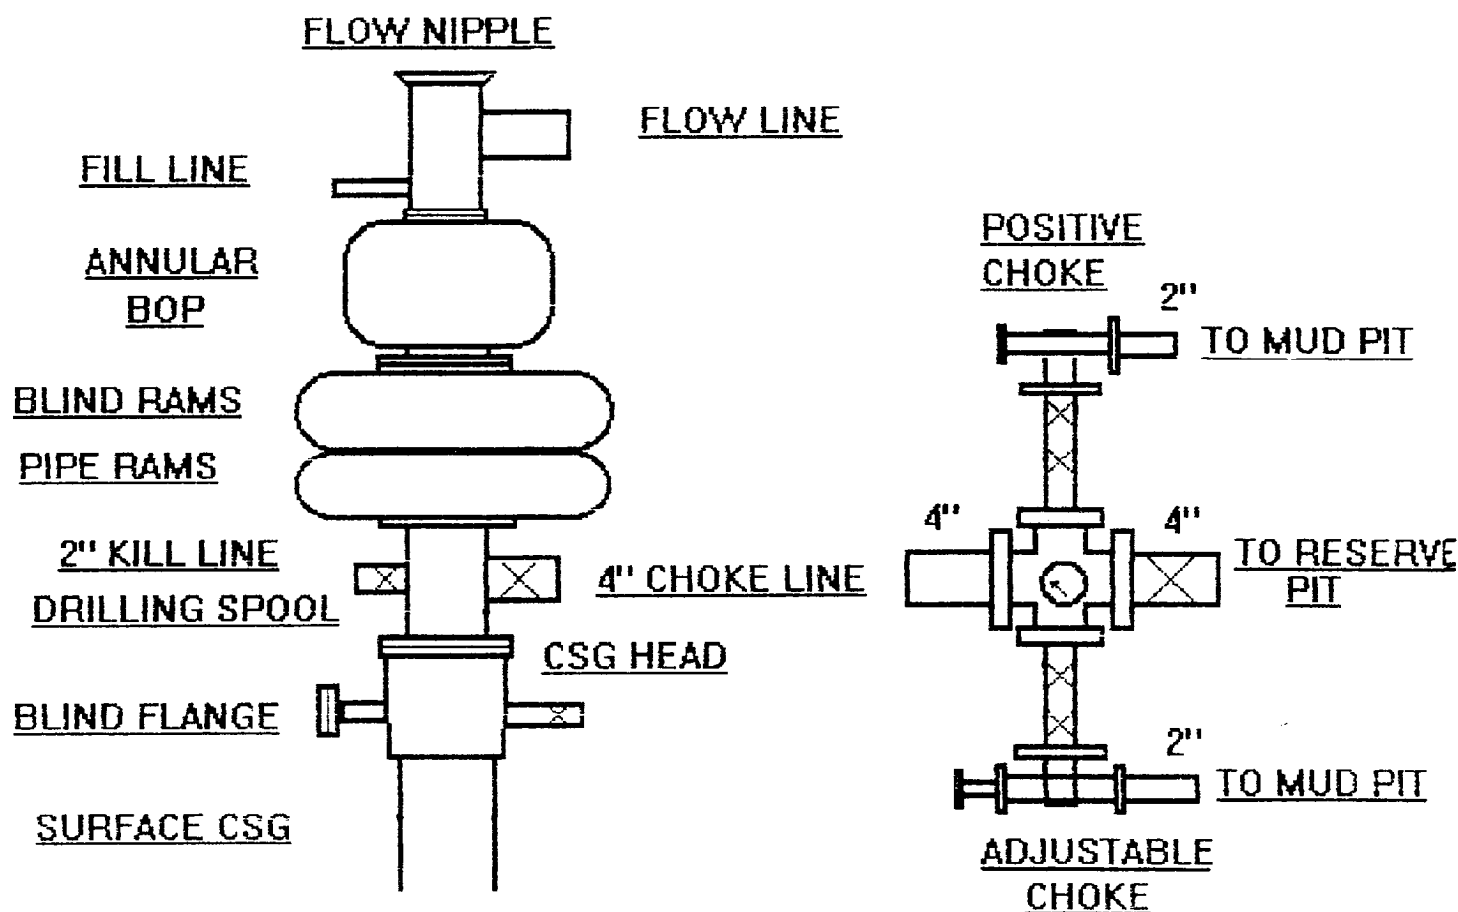 FLOW NIPPLE
FLOW LINE
FILL LINE
ANNULAR
BOP
BLIND RAMS
PIPE RAMS
2" KILL LINE
DRILLING SPOOL
4" CHOKE LINE
CSG HEAD
BLIND FLANGE
SURFACE CSG
POSITIVE
CHOKE
2"
TO MUD PIT
4"
4"
TO RESERVE
PIT
2"
TO MUD PIT
ADJUSTABLE
CHOKE